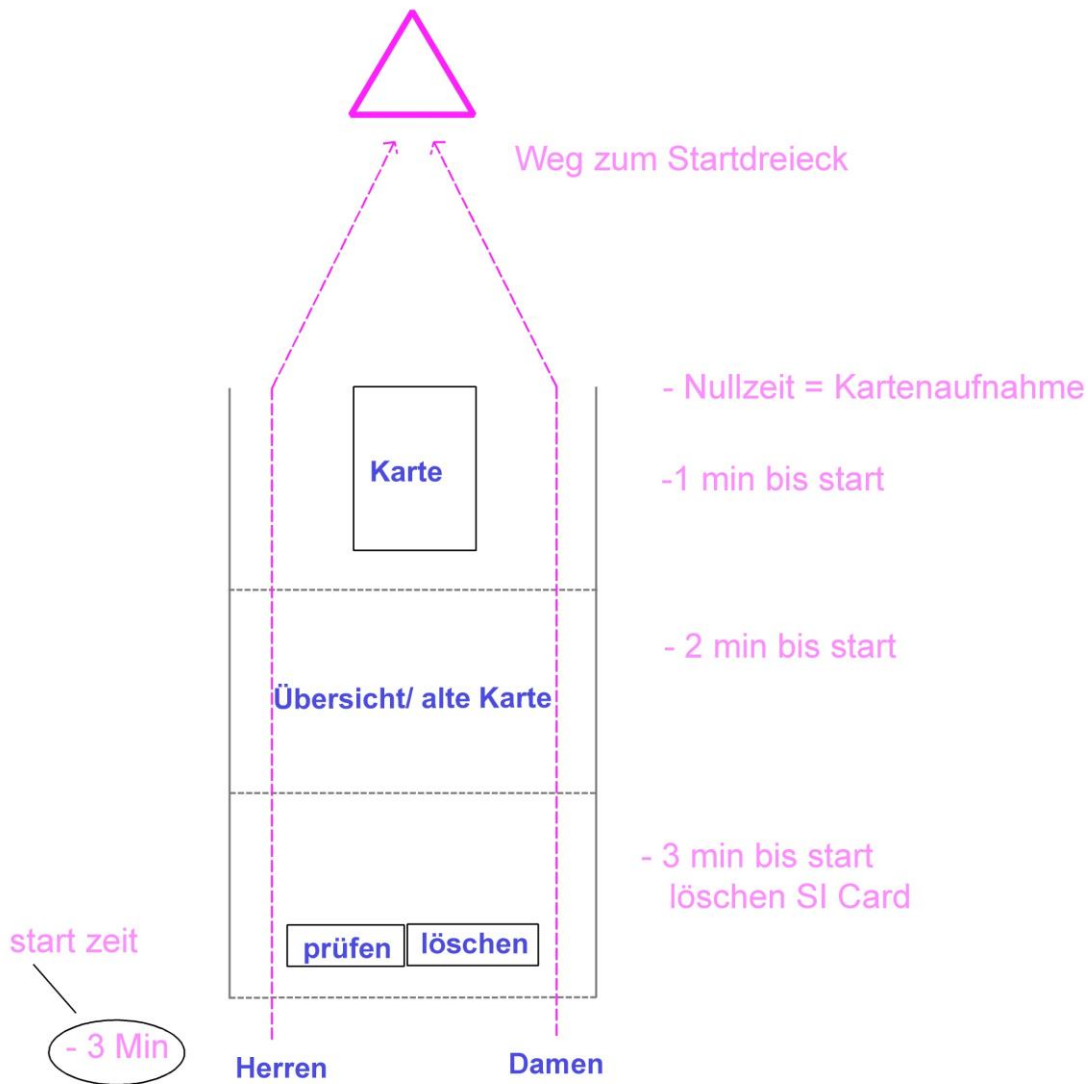 Weg zum Startdreieck
- Nullzeit = Kartenaufnahme
Karte
-1 min bis start
- 2 min bis start
Übersicht/ alte Karte
- 3 min bis start
löschen SI Card
prüfen
löschen
start zeit
- 3 Min
Herren
Damen